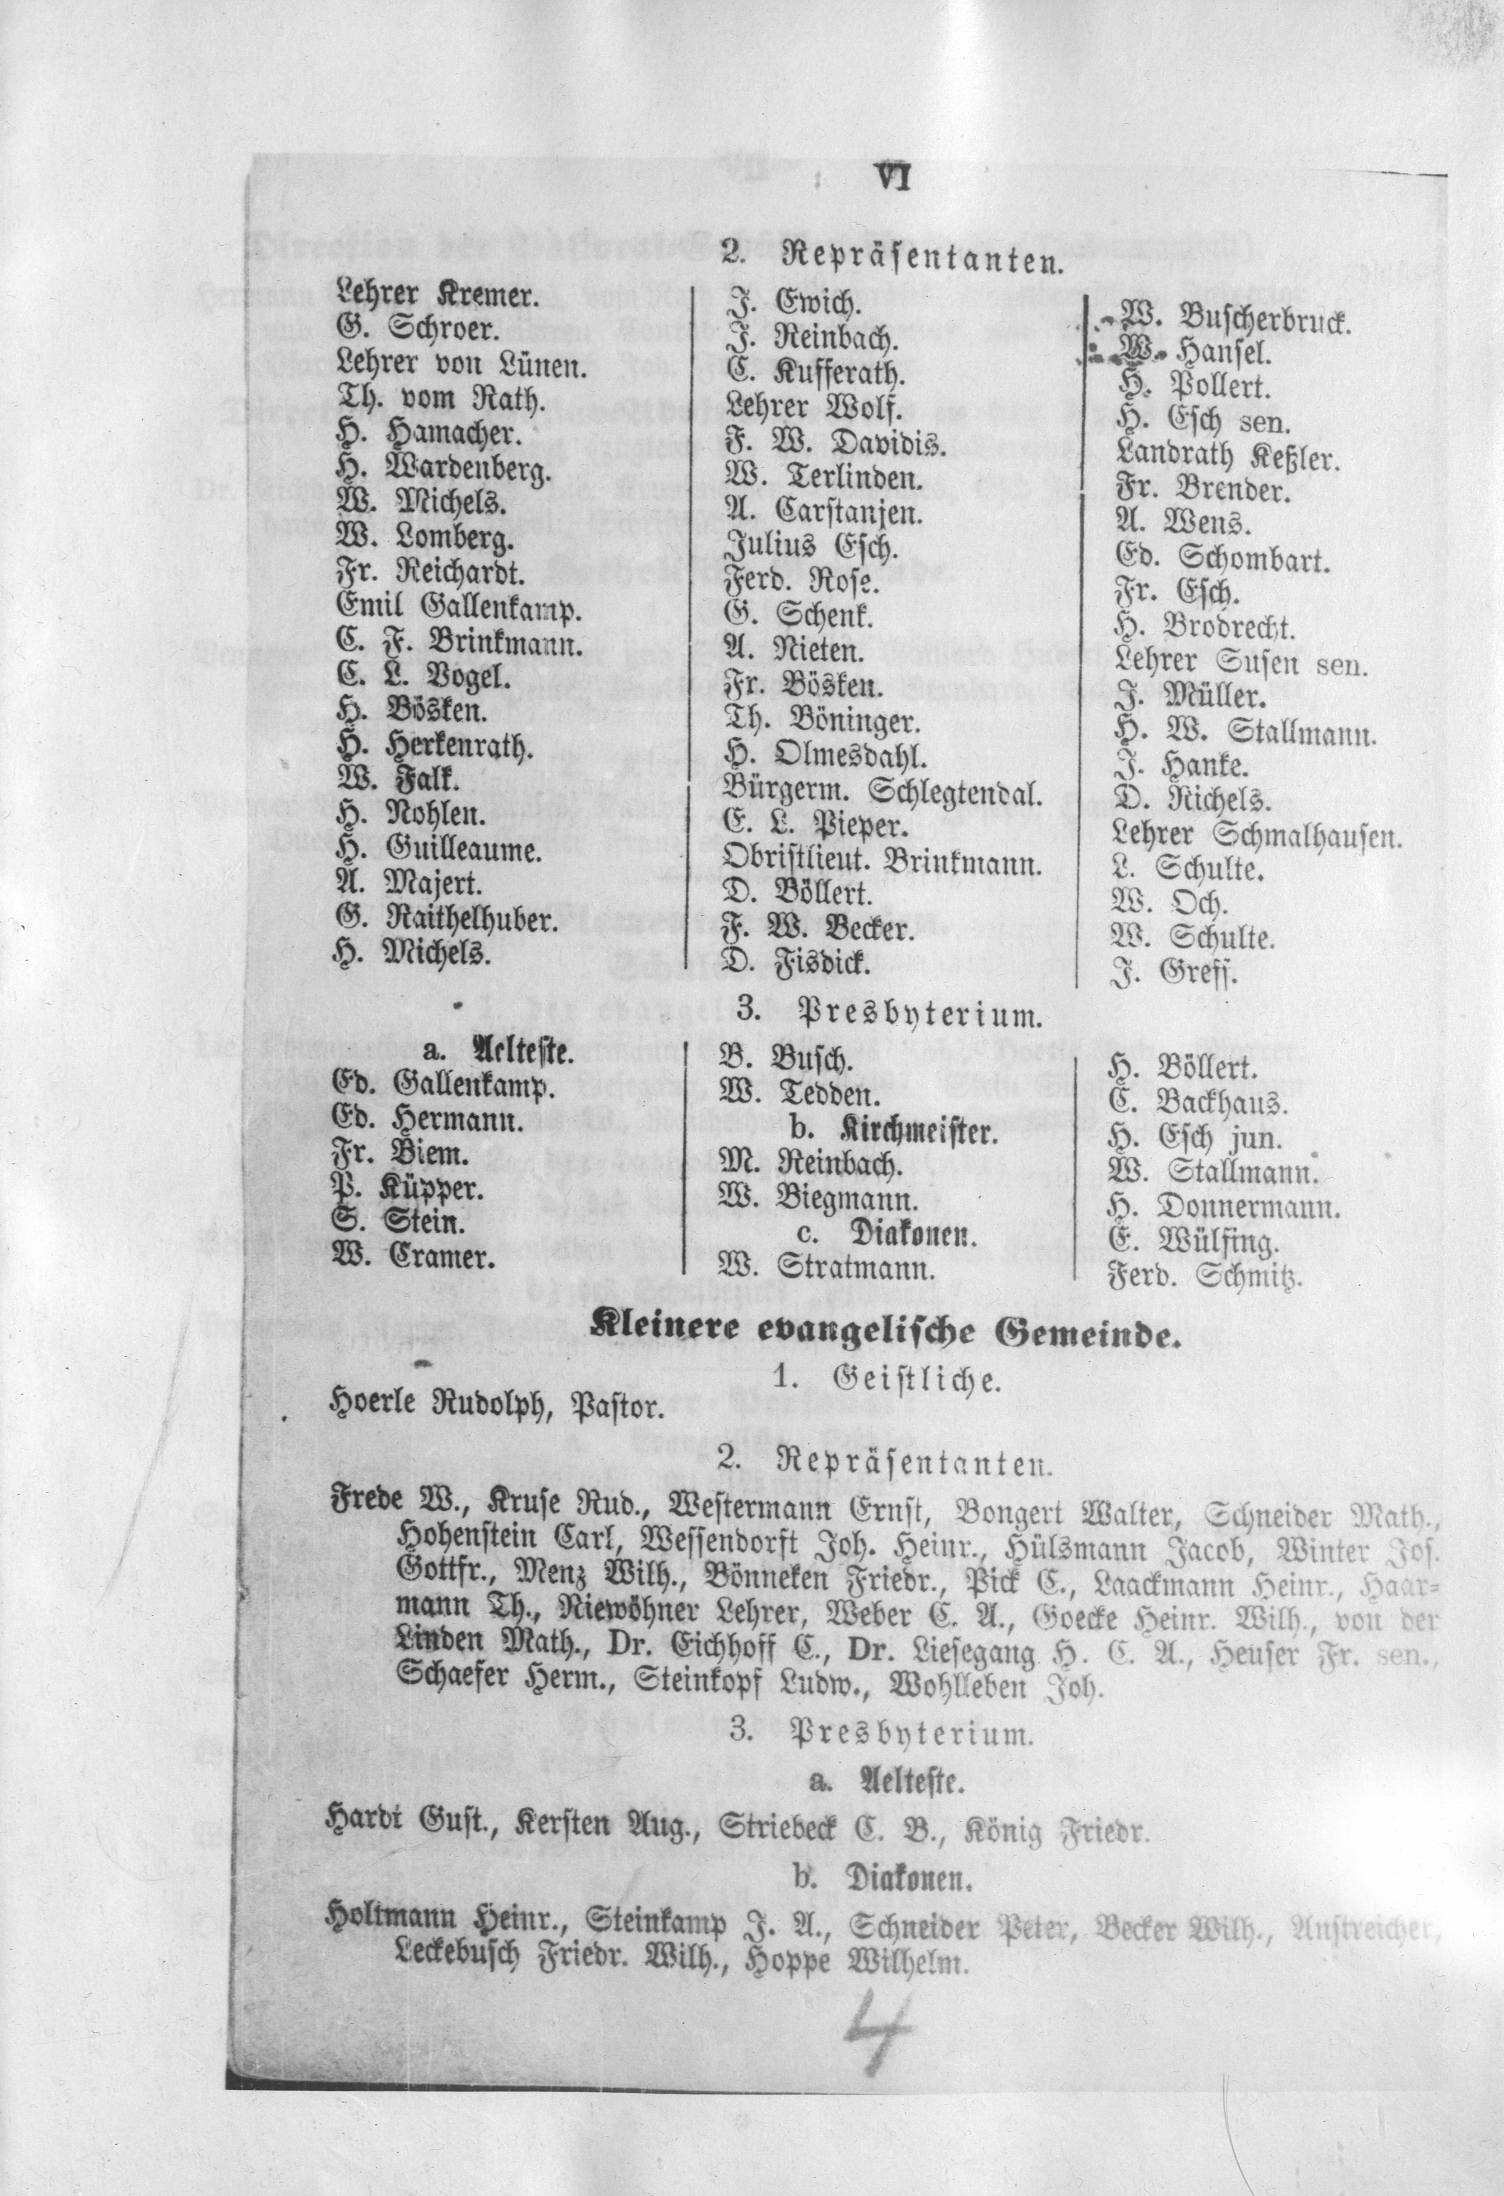 VI
2. Repräsentanten.
Lehrer Kremer.
G. Schroer.
Lehrer von Lünen.
Th. vom Rath.
H. Hamacher.
H. Wardenberg.
W. Michels.
W. Lomberg.
Fr. Reichardt.
Emil Gallenkamp.
C. F. Brinkmann.
C. L. Vogel.
H. Bösken.
H. Herkenrath.
W. Falk.
H. Nohlen.
H. Guilleaume.
A. Majert.
G. Raithelhuber.
H. Michels.
J. Ewich.
J. Reinbach.
C. Kufferath.
Lehrer Wolf.
F. W. Davidis.
W. Terlinden.
A. Carstanjen.
Julius Esch.
Ferd. Rose.
G. Schenk.
A. Nieten.
Fr. Bösken.
Th. Böninger.
H. Olmesdahl.
Bürgerm. Schlegtendal.
E. L. Pieper.
Obristlieut. Brinkmann.
D. Böllert.
F. W. Becker.
D. Fisdick.
W. Buscherbruck.
W. Hansel.
H. Pollert.
H. Esch sen.
Landrath Keßler.
Fr. Brender.
A. Wens.
Ed. Schombart.
Fr. Esch.
H. Brodrecht.
Lehrer Susen sen.
J. Müller.
H. W. Stallmann.
J. Hanke.
D. Michels.
Lehrer Schmalhausen.
L. Schulte.
W. Och.
W. Schulte.
J. Greff.
3. Presbyterium.
a. Aelteste.
Ed. Gallenkamp.
Ed. Hermann.
Fr. Biem.
P. Küpper.
S. Stein.
W. Cramer.
B. Busch.
W. Tedden.
b. Kirchmeister.
M. Reinbach.
W. Biegmann.
c. Diakonen.
W. Stratmann.
H. Böllert.
C. Backhaus.
H. Esch jun.
W. Stallmann.
H. Donnermann.
E. Wülfing.
Ferd. Schmitz.
Kleinere evangelische Gemeinde.
1. Geistliche.
Hoerle Rudolph, Pastor.
2. Repräsentanten.
Frede W., Kruse Rud., Westermann Ernst, Bongert Walter, Schneider Math.,
Hohenstein Carl, Wessendorft Joh. Heinr., Hülsmann Jacob, Winter Jos.
Gottfr., Menz Wilh., Bönneken Friedr., Pick C., Laackmann Heinr., Haar-
mann Th., Niewöhner Lehrer, Weber C. A., Goecke Heinr. Wilh., von der
Linden Math., Dr. Eichhoff C., Dr. Liesegang H. C. A., Heuser Fr. sen.,
Schaefer Herm., Steinkopf Ludw., Wohlleben Joh.
3. Presbyterium.
a. Aelteste.
Hardt Gust., Kersten Aug., Striebeck C. B., König Friedr.
b. Diakonen.
Holtmann Heinr., Steinkamp J. A., Schneider Peter, Becker Wilh., Anstreicher,
Leckebusch Friedr. Wilh., Hoppe Wilhelm.
4